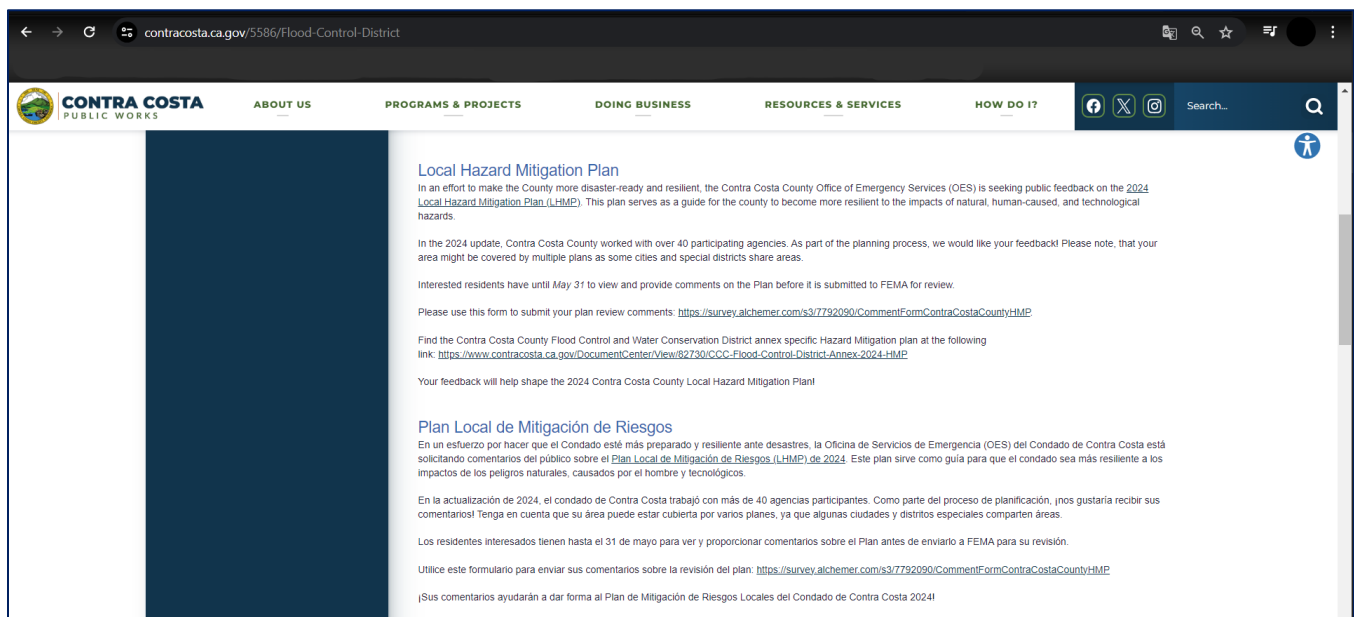 contracosta.ca.gov/5586/Flood-Control-District
CONTRA COSTA
PUBLIC WORKS
ABOUT US
PROGRAMS & PROJECTS
DOING BUSINESS
RESOURCES & SERVICES
HOW DO I?
Search...
Local Hazard Mitigation Plan
In an effort to make the County more disaster-ready and resilient, the Contra Costa County Office of Emergency Services (OES) is seeking public feedback on the 2024
Local Hazard Mitigation Plan (LHMP). This plan serves as a guide for the county to become more resilient to the impacts of natural, human-caused, and technological
hazards.
In the 2024 update, Contra Costa County worked with over 40 participating agencies. As part of the planning process, we would like your feedback! Please note, that your
area might be covered by multiple plans as some cities and special districts share areas.
Interested residents have until May 31 to view and provide comments on the Plan before it is submitted to FEMA for review.
Please use this form to submit your plan review comments: https://survey.alchemer.com/s3/7792090/CommentFormContraCostaCountyHMP.
Find the Contra Costa County Flood Control and Water Conservation District annex specific Hazard Mitigation plan at the following
link: https://www.contracosta.ca.gov/DocumentCenter/View/82730/CCC-Flood-Control-District-Annex-2024-HMP
Your feedback will help shape the 2024 Contra Costa County Local Hazard Mitigation Plan!
Plan Local de Mitigación de Riesgos
En un esfuerzo por hacer que el Condado esté más preparado y resiliente ante desastres, la Oficina de Servicios de Emergencia (OES) del Condado de Contra Costa está
solicitando comentarios del público sobre el Plan Local de Mitigación de Riesgos (LHMP) de 2024. Este plan sirve como guía para que el condado sea más resiliente a los
impactos de los peligros naturales, causados por el hombre y tecnológicos.
En la actualización de 2024, el condado de Contra Costa trabajó con más de 40 agencias participantes. Como parte del proceso de planificación, ¡nos gustaría recibir sus
comentarios! Tenga en cuenta que su área puede estar cubierta por varios planes, ya que algunas ciudades y distritos especiales comparten áreas.
Los residentes interesados tienen hasta el 31 de mayo para ver y proporcionar comentarios sobre el Plan antes de enviarlo a FEMA para su revisión.
Utilice este formulario para enviar sus comentarios sobre la revisión del plan: https://survey.alchemer.com/s3/7792090/CommentFormContraCostaCountyHMP
¡Sus comentarios ayudarán a dar forma al Plan de Mitigación de Riesgos Locales del Condado de Contra Costa 2024!